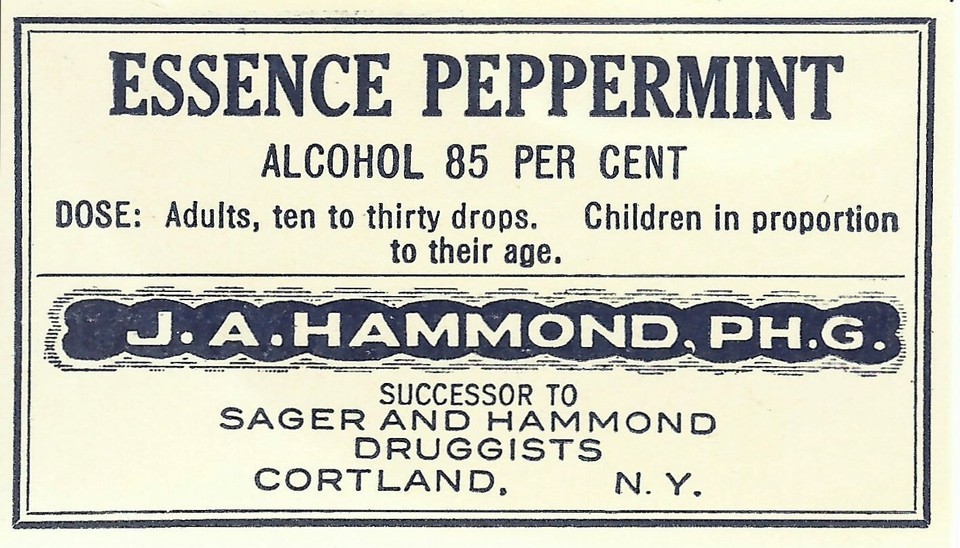 ESSENCE PEPPERMINT
ALCOHOL 85 PER CENT
DOSE: Adults, ten to thirty drops. Children in proportion
to their age.
J. A. HAMMOND, PH.G.
SUCCESSOR TO
SAGER AND HAMMOND
DRUGGISTS
CORTLAND, N. Y.